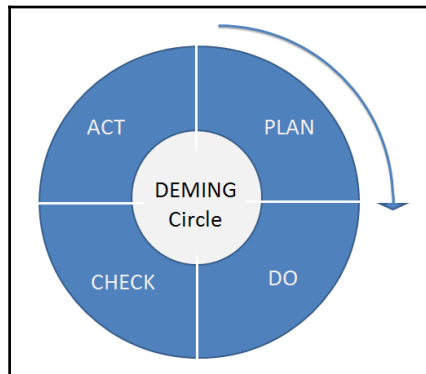 ACT
PLAN
DEMING
Circle
CHECK
DO